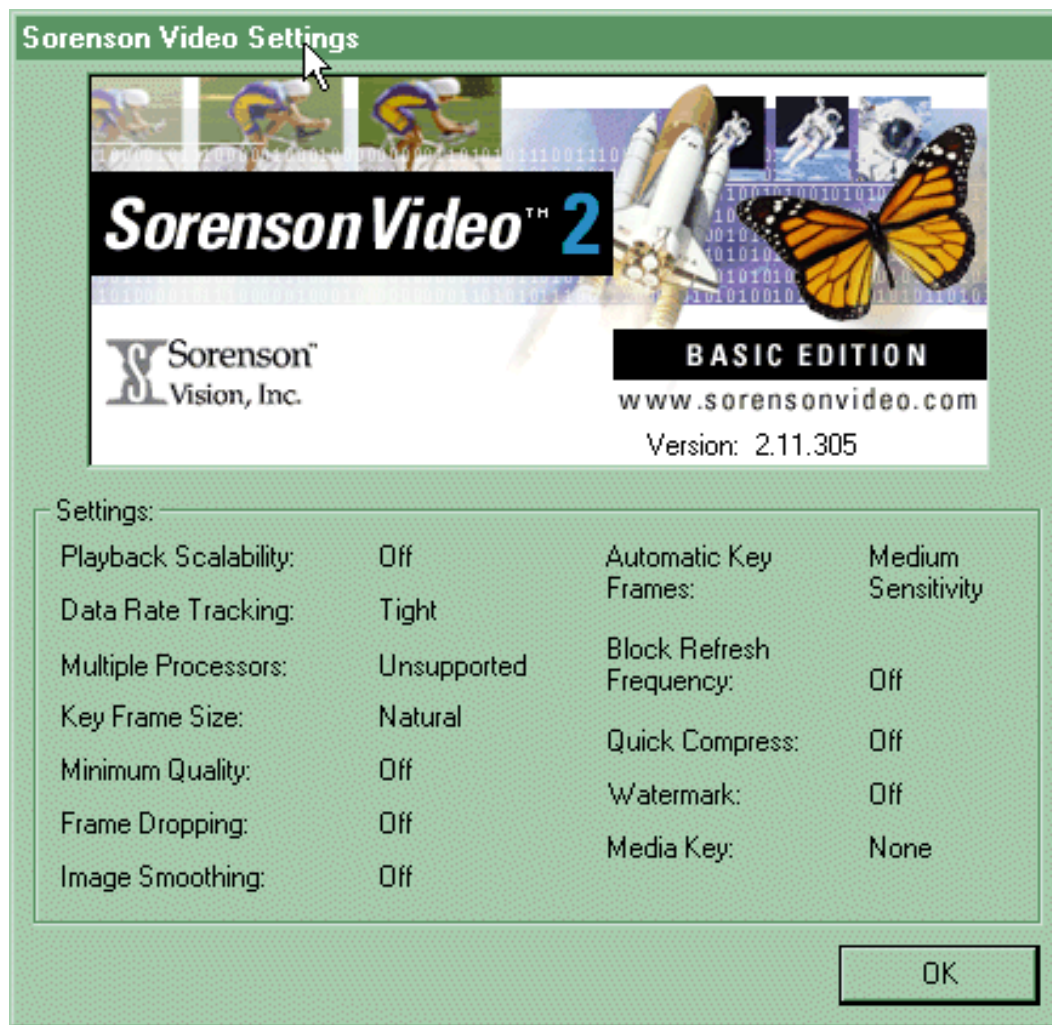 Sorenson Video Settings
Sorenson Video™ 2
Sorenson™
Vision, Inc.
BASIC EDITION
www.sorensonvideo.com
Version: 2.11.305
Settings:
Playback Scalability: Off
Data Rate Tracking: Tight
Multiple Processors: Unsupported
Key Frame Size: Natural
Minimum Quality: Off
Frame Dropping: Off
Image Smoothing: Off
Automatic Key Medium
Frames: Sensitivity
Block Refresh
Frequency: Off
Quick Compress: Off
Watermark: Off
Media Key: None
OK